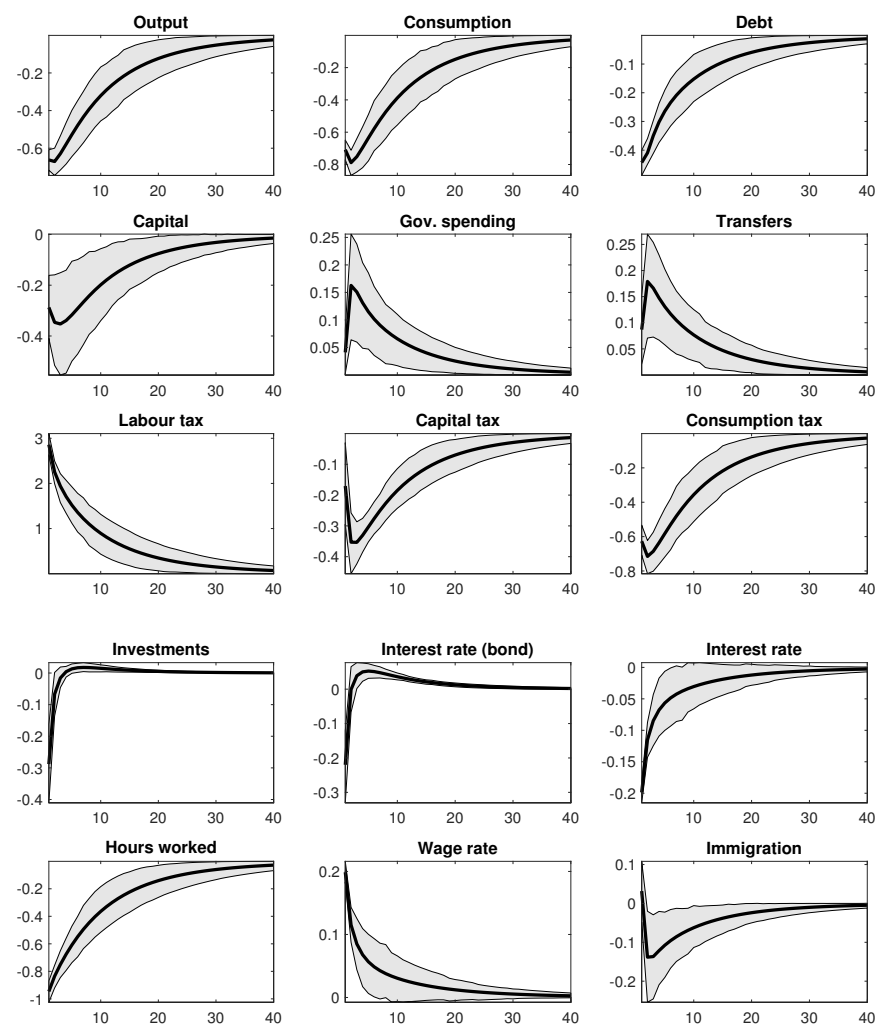 Output Consumption Debt
-0.2 -0.2 -0.1
-0.4 -0.4 -0.2
-0.6 -0.6 -0.3
-0.8 -0.4
10 20 30 40 10 20 30 40 10 20 30 40
Capital Gov. spending Transfers
0 0.25 0.25
-0.2 0.2 0.2
-0.4 0.15 0.15
0.1 0.1
0.05 0.05
10 20 30 40 10 20 30 40 10 20 30 40
Labour tax Capital tax Consumption tax
3 -0.1 -0.2
2 -0.2 -0.4
1 -0.3 -0.6
-0.4 -0.8
10 20 30 40 10 20 30 40 10 20 30 40
Investments Interest rate (bond) Interest rate
0 0 0
-0.1 -0.1 -0.05
-0.2 -0.2 -0.1
-0.3 -0.3 -0.15
-0.4 -0.2
10 20 30 40 10 20 30 40 10 20 30 40
Hours worked Wage rate Immigration
-0.2 0.2 0.1
-0.4 0.1 0
-0.6 0 -0.1
-0.8 -0.2
-1
10 20 30 40 10 20 30 40 10 20 30 40